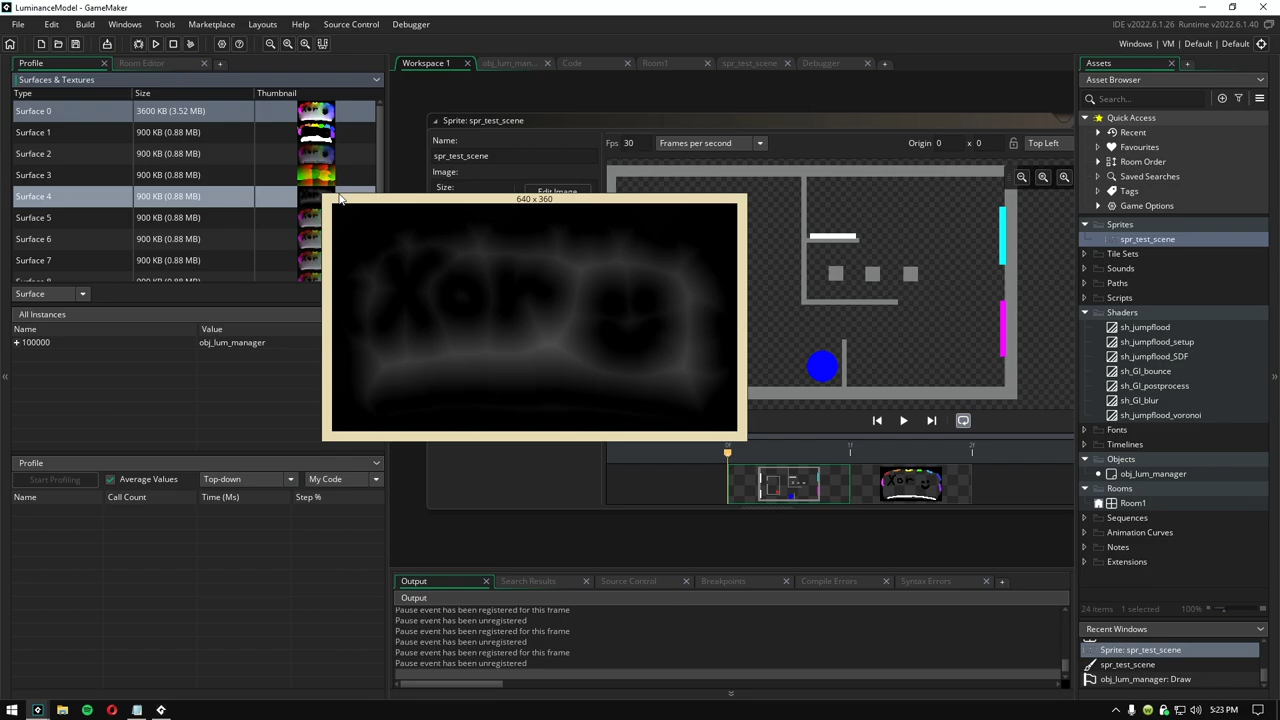 LuminanceModel - GameMaker
IDE v2022.6.1.26 Runtime v2022.6.1.40
File Edit Build Windows Tools Marketplace Layouts Help Source Control Debugger
Windows | VM | Default | Default
Profile Room Editor
Workspace 1 obj_lum_man... Code Room1 spr_test_scene Debugger
Assets
Surfaces & Textures
Asset Browser
Type Size Thumbnail
Search...
Surface 0 3600 KB (3.52 MB)
Surface 1 900 KB (0.88 MB)
Surface 2 900 KB (0.88 MB)
Surface 3 900 KB (0.88 MB)
Surface 4 900 KB (0.88 MB)
Surface 5 900 KB (0.88 MB)
Surface 6 900 KB (0.88 MB)
Surface 7 900 KB (0.88 MB)
Surface
All Instances
Name Value
100000 obj_lum_manager
Profile
Start Profiling Average Values Top-down My Code
Name Call Count Time (Ms) Step %
Sprite: spr_test_scene
Name:
spr_test_scene
Image:
Size:
Edit Image
Fps 30 Frames per second Origin 0 x 0 Top Left
640 x 360
0f 1f 2f
Output Search Results Source Control Breakpoints Compile Errors Syntax Errors
Output
Pause event has been registered for this frame
Pause event has been unregistered
Pause event has been registered for this frame
Pause event has been unregistered
Pause event has been registered for this frame
Pause event has been unregistered
Quick Access
Recent
Favourites
Room Order
Saved Searches
Tags
Game Options
Sprites
spr_test_scene
Tile Sets
Sounds
Paths
Scripts
Shaders
sh_jumpflood
sh_jumpflood_setup
sh_jumpflood_SDF
sh_GI_bounce
sh_GI_postprocess
sh_GI_blur
sh_jumpflood_voronoi
Fonts
Timelines
Objects
obj_lum_manager
Rooms
Room1
Sequences
Animation Curves
Notes
Extensions
24 items 1 selected 100%
Recent Windows
Sprite: spr_test_scene
spr_test_scene
obj_lum_manager: Draw
5:23 PM